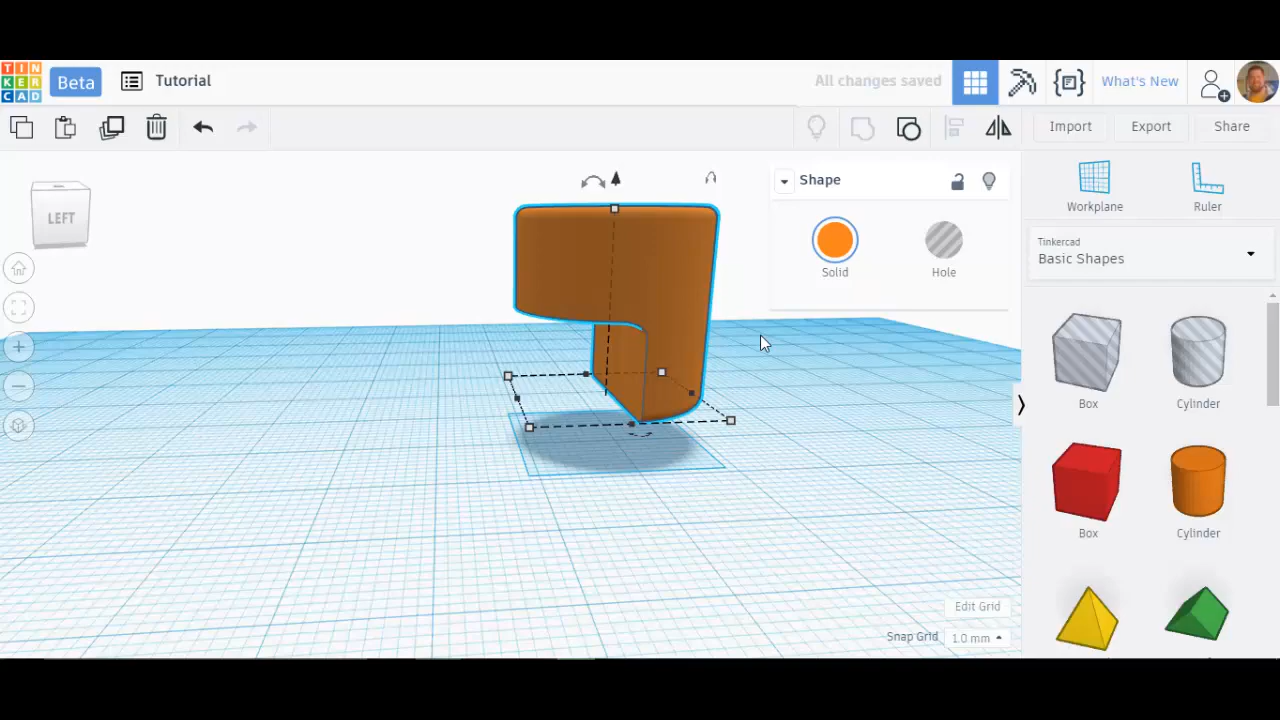 TIN
KER
CAD
Beta
Tutorial
All changes saved
What's New
Import
Export
Share
LEFT
Shape
Solid
Hole
Workplane
Ruler
Tinkercad
Basic Shapes
Box
Cylinder
Box
Cylinder
Edit Grid
Snap Grid
1.0 mm